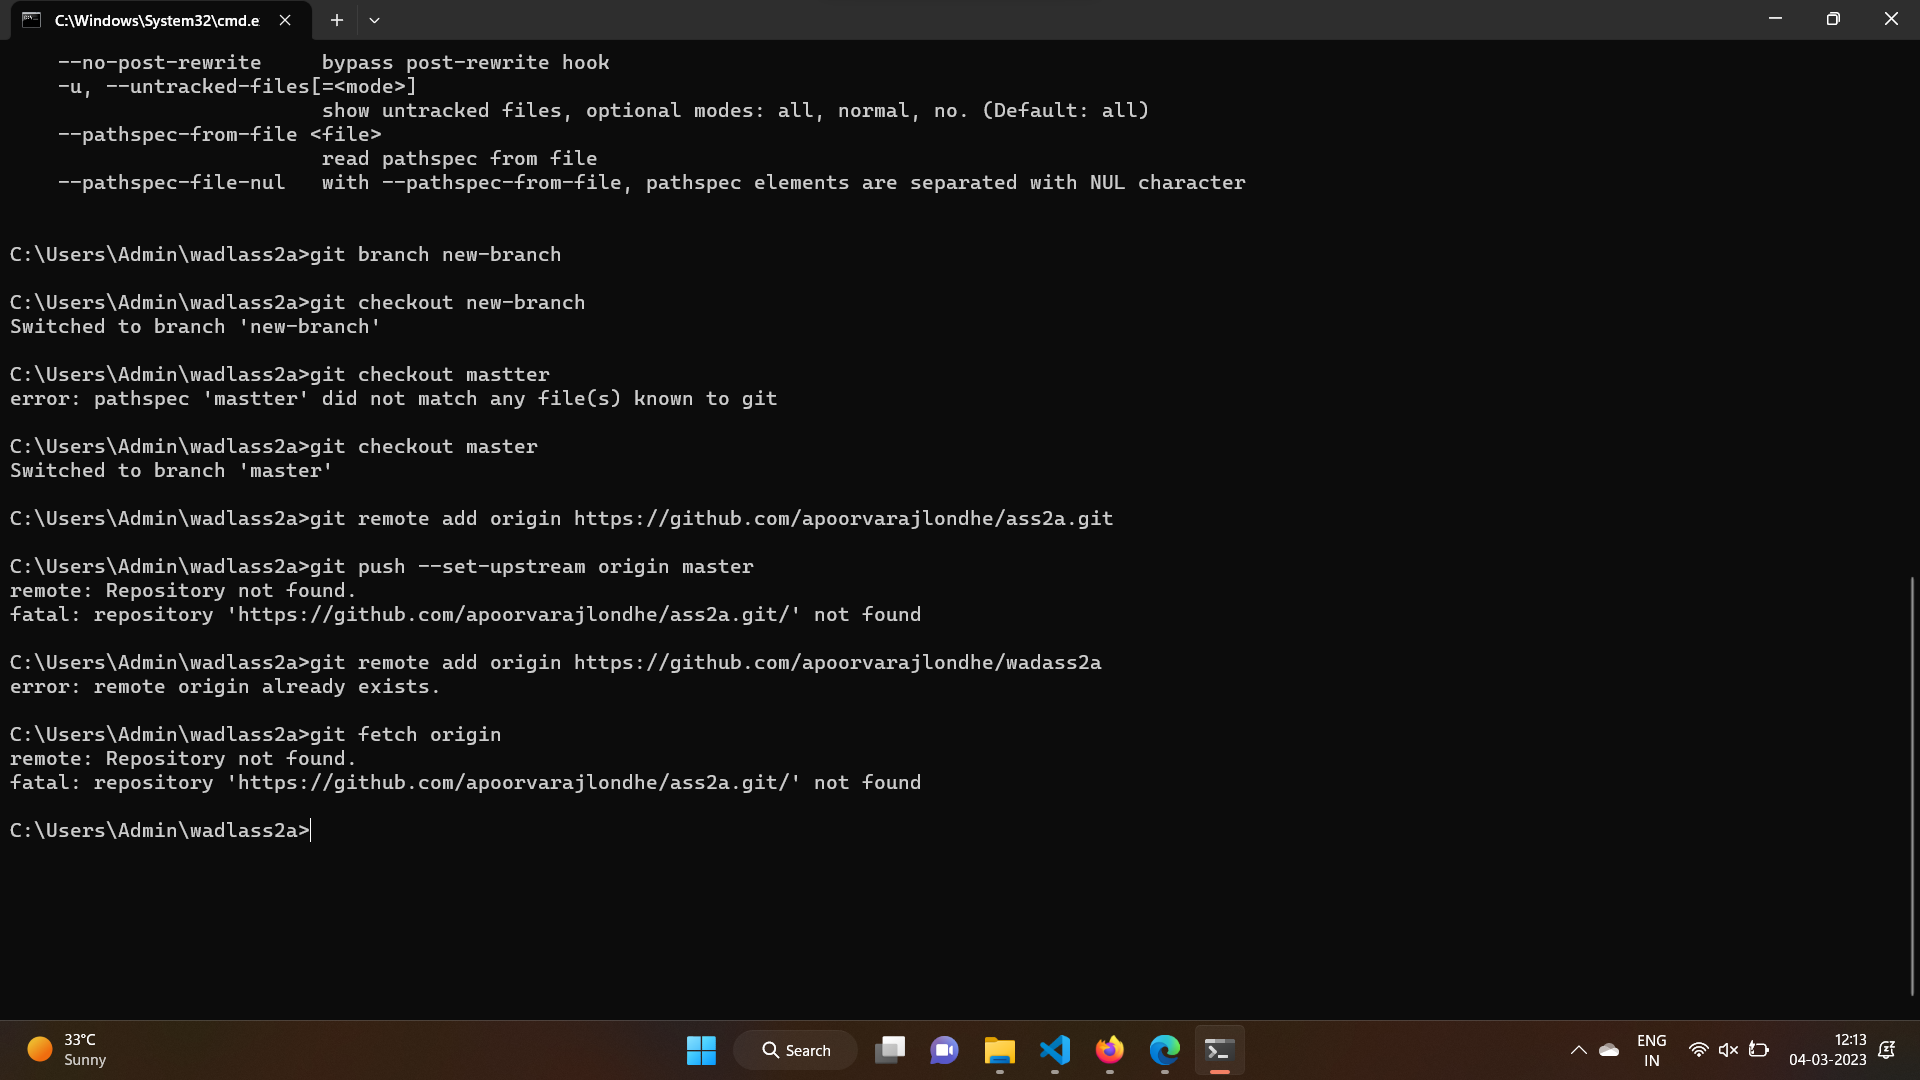 C:\Windows\System32\cmd.e
--no-post-rewrite     bypass post-rewrite hook
-u, --untracked-files[=<mode>]
show untracked files, optional modes: all, normal, no. (Default: all)
--pathspec-from-file <file>
read pathspec from file
--pathspec-file-nul   with --pathspec-from-file, pathspec elements are separated with NUL character
C:\Users\Admin\wadlass2a>git branch new-branch
C:\Users\Admin\wadlass2a>git checkout new-branch
Switched to branch 'new-branch'
C:\Users\Admin\wadlass2a>git checkout mastter
error: pathspec 'mastter' did not match any file(s) known to git
C:\Users\Admin\wadlass2a>git checkout master
Switched to branch 'master'
C:\Users\Admin\wadlass2a>git remote add origin https://github.com/apoorvarajlondhe/ass2a.git
C:\Users\Admin\wadlass2a>git push --set-upstream origin master
remote: Repository not found.
fatal: repository 'https://github.com/apoorvarajlondhe/ass2a.git/' not found
C:\Users\Admin\wadlass2a>git remote add origin https://github.com/apoorvarajlondhe/wadass2a
error: remote origin already exists.
C:\Users\Admin\wadlass2a>git fetch origin
remote: Repository not found.
fatal: repository 'https://github.com/apoorvarajlondhe/ass2a.git/' not found
C:\Users\Admin\wadlass2a>
33°C
Sunny
Search
ENG
IN
12:13
04-03-2023